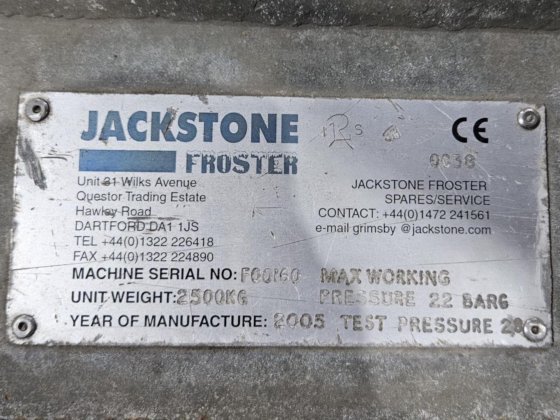 JACKSTONE
FROSTER
CE
0038
Unit 31 Wilks Avenue
Questor Trading Estate
Hawley Road
DARTFORD DA1 1JS
TEL +44(0)1322 226418
FAX +44(0)1322 224890
JACKSTONE FROSTER
SPARES/SERVICE
CONTACT: +44(0)1472 241561
e-mail grimsby @jackstone.com
MACHINE SERIAL NO: F00160 MAX WORKING
UNIT WEIGHT: 2500KG PRESSURE 22 BARG
YEAR OF MANUFACTURE: 2005 TEST PRESSURE